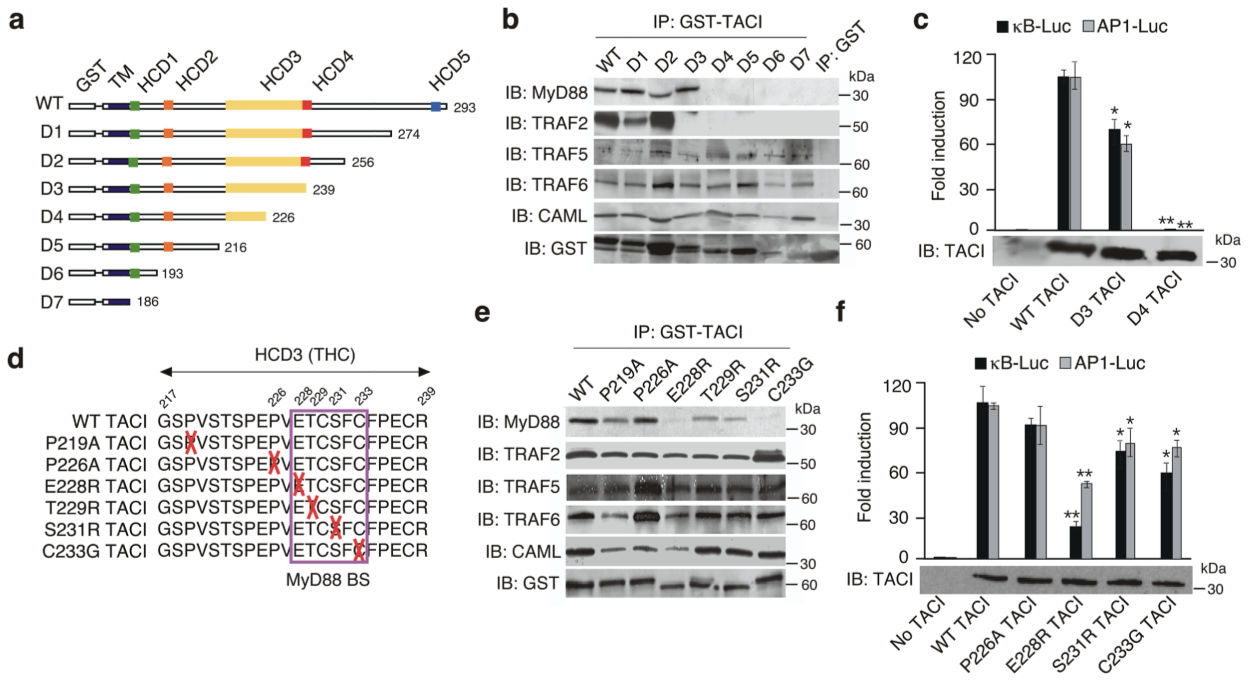 a
GST TM HCD1 HCD2 HCD3 HCD4 HCD5
WT 293
D1 274
D2 256
D3 239
D4 226
D5 216
D6 193
D7 186
b
IP: GST-TACI
WT D1 D2 D3 D4 D5 D6 D7 IP: GST
kDa
IB: MyD88 30
IB: TRAF2 50
IB: TRAF5 60
IB: TRAF6 60
IB: CAML 30
IB: GST 60
c
κB-Luc AP1-Luc
Fold induction
120
90
60
30
0
* *
** **
IB: TACI
kDa
30
No TACI WT TACI D3 TACI D4 TACI
d
HCD3 (THC)
217 226 228 229 231 233 239
WT TACI GSPVSTSPEPVETCSFCFPECR
P219A TACI GSPVSTSPEPVETCSFCFPECR
P226A TACI GSPVSTSPEPVETCSFCFPECR
E228R TACI GSPVSTSPEPVETCSFCFPECR
T229R TACI GSPVSTSPEPVETCSFCFPECR
S231R TACI GSPVSTSPEPVETCSFCFPECR
C233G TACI GSPVSTSPEPVETCSFCFPECR
MyD88 BS
e
IP: GST-TACI
WT P219A P226A E228R T229R S231R C233G
kDa
IB: MyD88 30
IB: TRAF2 50
IB: TRAF5 60
IB: TRAF6 60
IB: CAML 30
IB: GST 60
f
κB-Luc AP1-Luc
Fold induction
120
90
60
30
0
** **
* *
* *
IB: TACI
kDa
30
No TACI WT TACI P226A TACI E228R TACI S231R TACI C233G TACI